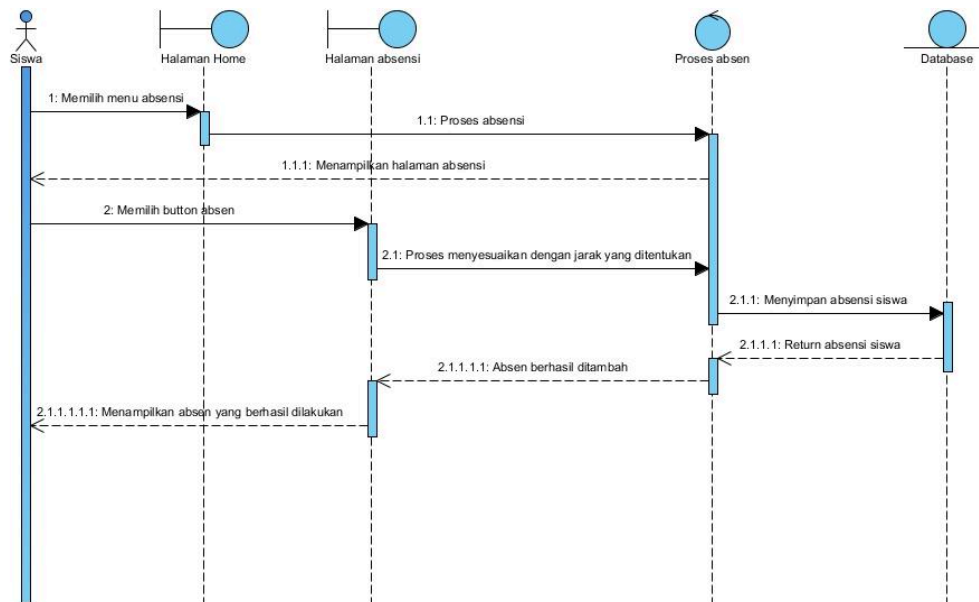 Siswa
Halaman Home
Halaman absensi
Proses absen
Database
1: Memilih menu absensi
1.1: Proses absensi
1.1.1: Menampilkan halaman absensi
2: Memilih button absen
2.1: Proses menyesuaikan dengan jarak yang ditentukan
2.1.1: Menyimpan absensi siswa
2.1.1.1: Return absensi siswa
2.1.1.1.1: Absen berhasil ditambah
2.1.1.1.1.1: Menampilkan absen yang berhasil dilakukan